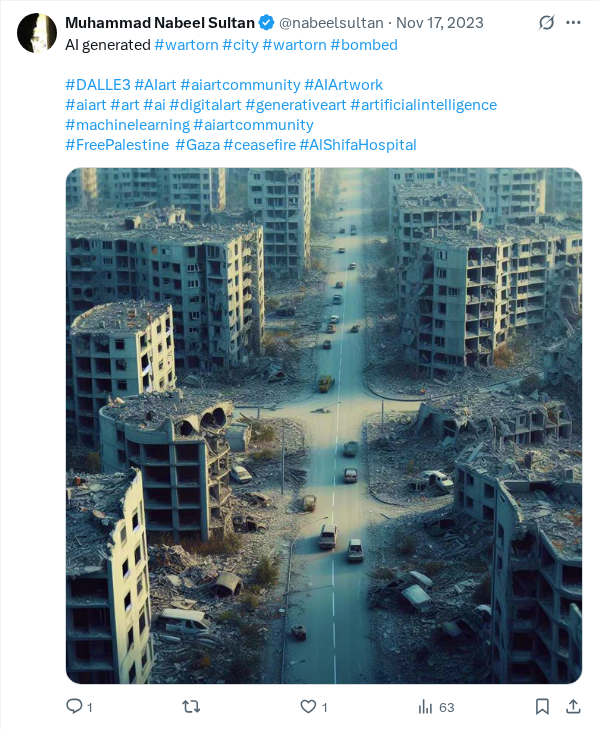 Muhammad Nabeel Sultan @nabeelsultan · Nov 17, 2023
AI generated #wartorn #city #wartorn #bombed
#DALLE3 #AIart #aiartcommunity #AIArtwork
#aiart #art #ai #digitalart #generativeart #artificialintelligence
#machinelearning #aiartcommunity
#FreePalestine #Gaza #ceasefire #AlShifaHospital
1 1 63